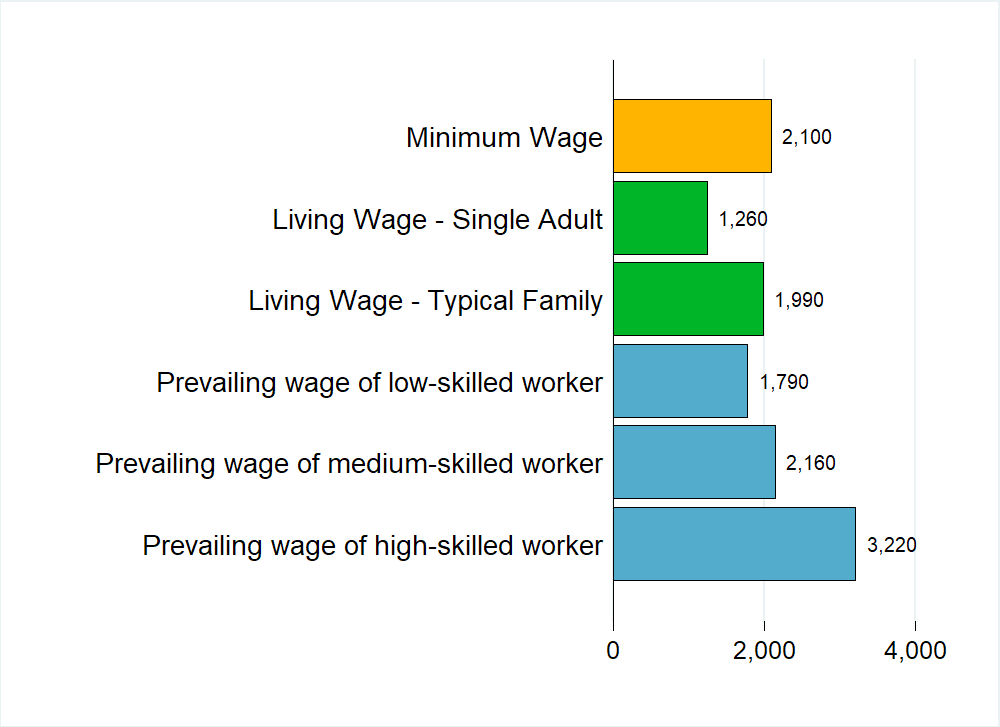 Minimum Wage 2,100
Living Wage - Single Adult 1,260
Living Wage - Typical Family 1,990
Prevailing wage of low-skilled worker 1,790
Prevailing wage of medium-skilled worker 2,160
Prevailing wage of high-skilled worker 3,220
0 2,000 4,000